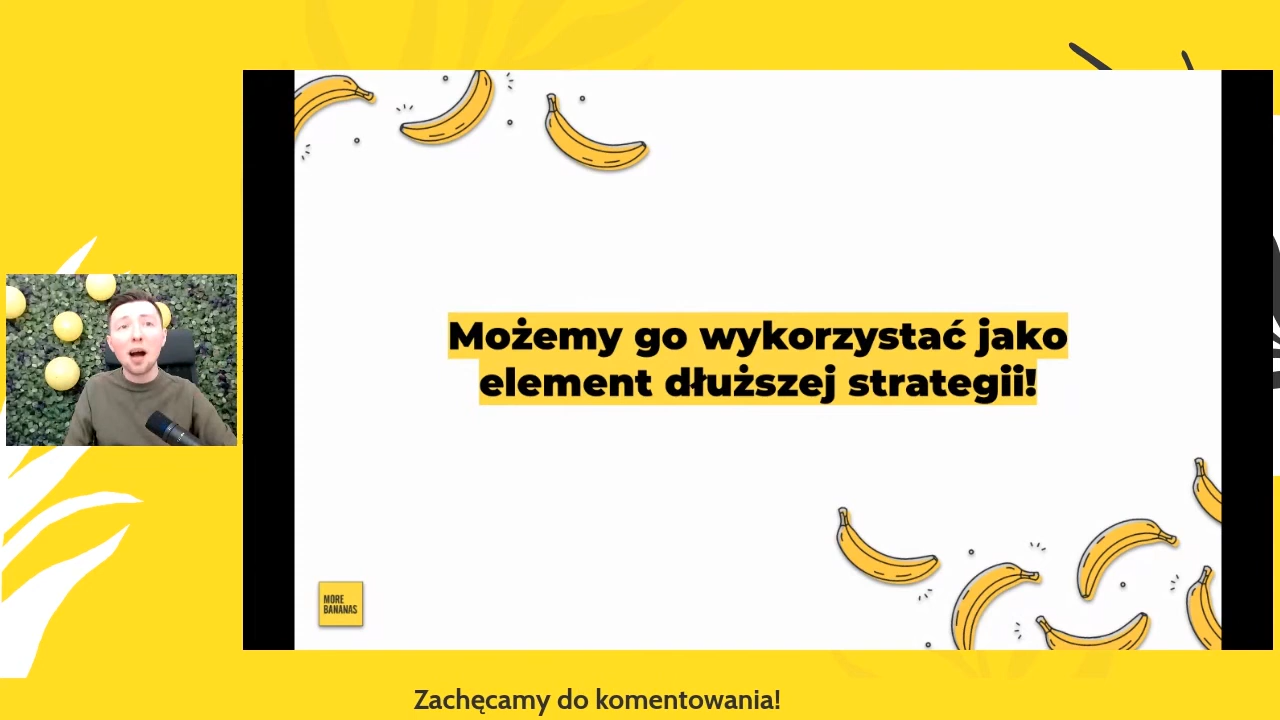 Możemy go wykorzystać jako
element dłuższej strategii!
MORE
BANANAS
Zachęcamy do komentowania!